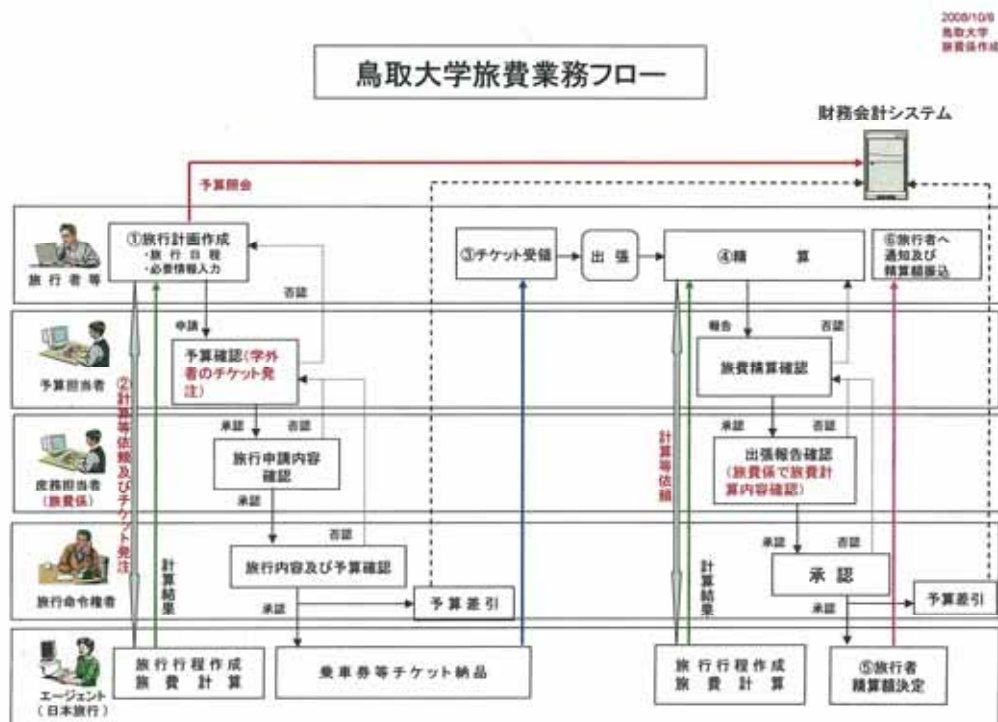 2008/10/8
鳥取大学
旅費係作成
鳥取大学旅費業務フロー
財務会計システム
予算照会
①旅行計画作成
・旅行日程
・必要情報入力
旅行者等
否認
③チケット受領
出張
④精算
⑥旅行者へ
通知及び
精算額振込
申請
報告
否認
予算確認(学外
者のチケット発
注)
旅費精算確認
予算担当者
②計算等依頼及びチケット発注
承認
否認
計算等依頼
承認
否認
旅行申請内容
確認
出張報告確認
(旅費係で旅費計
算内容確認)
庶務担当者
(旅費係)
承認
否認
承認
否認
旅行内容及び予算確認
承認
旅行命令権者
計算結果
承認
予算差引
計算結果
承認
予算差引
旅行行程作成
旅費計算
乗車券等チケット納品
旅行行程作成
旅費計算
⑤旅行者
精算額決定
エージェント
(日本旅行)